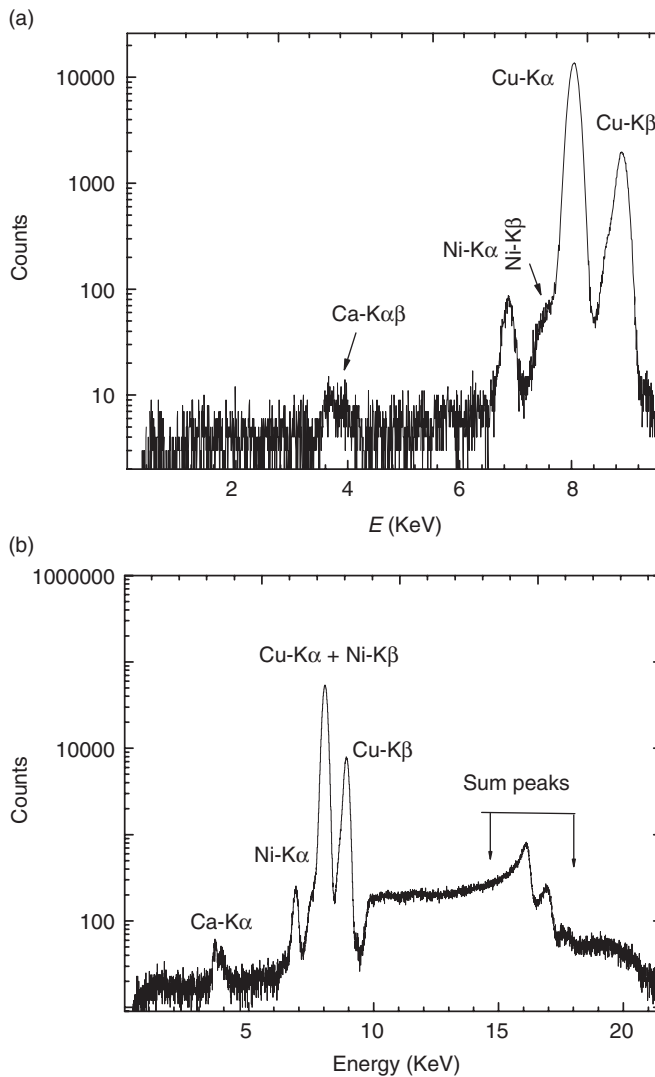 (a)
10000
1000
100
10
Counts
Cu-Kα
Cu-Kβ
Ni-Kα
Ni-Kβ
Ca-Kαβ
2 4 6 8
E (KeV)
(b)
1000000
10000
100
Counts
Cu-Kα + Ni-Kβ
Cu-Kβ
Sum peaks
Ni-Kα
Ca-Kα
5 10 15 20
Energy (KeV)